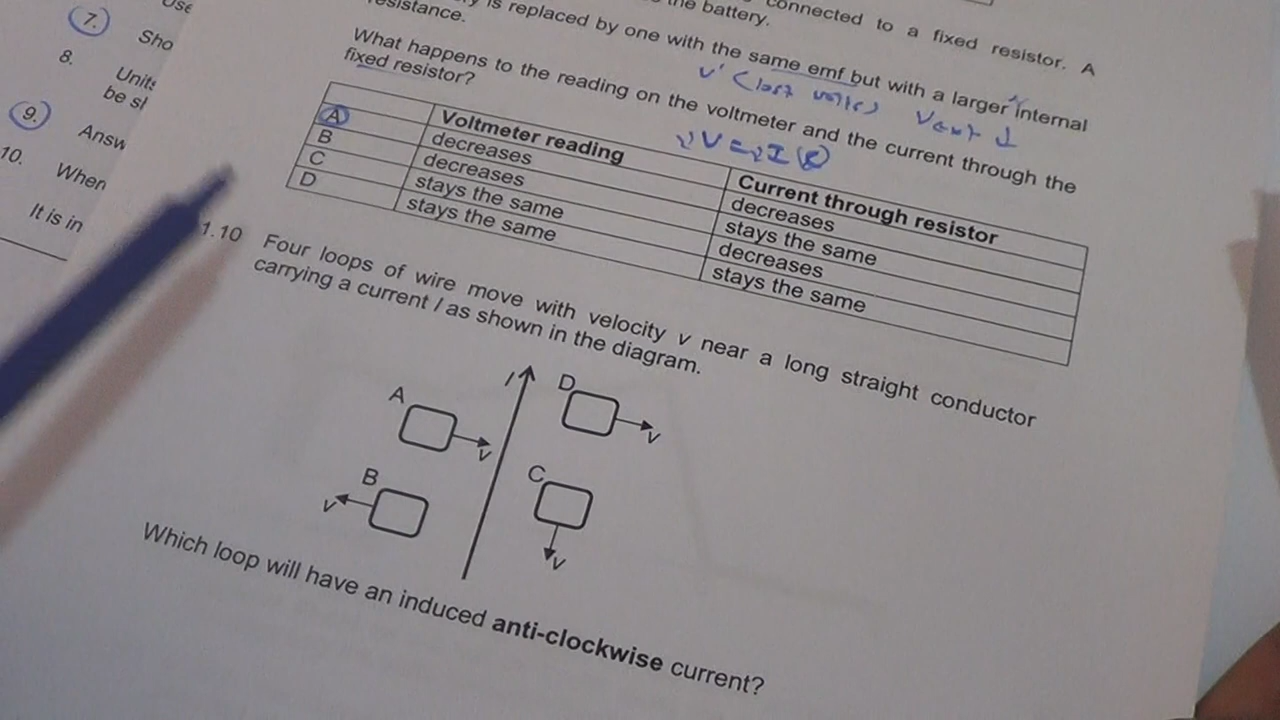 7.
8.
9.
10.
Use
Sho
Units
be sh
Answ
When
It is in
the battery.
connected to a fixed resistor. A
is replaced by one with the same emf but with a larger internal
resistance.
V' (lost volts) Vext ↓
What happens to the reading on the voltmeter and the current through the
fixed resistor?
↓V = ↓I (R)
Voltmeter reading Current through resistor
A decreases decreases
B decreases stays the same
C stays the same decreases
D stays the same stays the same
1.10 Four loops of wire move with velocity v near a long straight conductor
carrying a current I as shown in the diagram.
I
A
v
D
v
B
v
C
v
Which loop will have an induced anti-clockwise current?